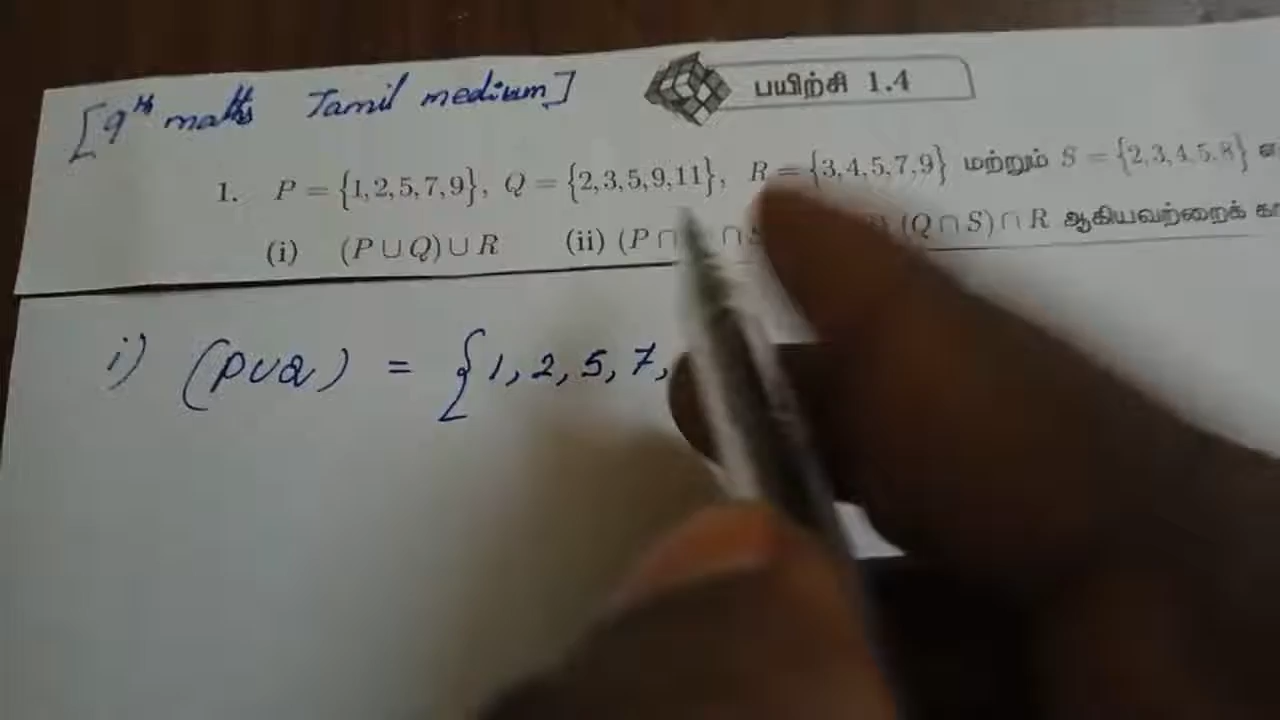 [9th maths Tamil medium]
பயிற்சி 1.4
1. P = {1,2,5,7,9}, Q = {2,3,5,9,11}, R = {3,4,5,7,9} மற்றும் S = {2,3,4,5,8}
(i) (P∪Q)∪R (ii) (P∩ ∩S (Q∩S)∩R ஆகியவற்றைக்
i) (P∪Q) = {1, 2, 5, 7,